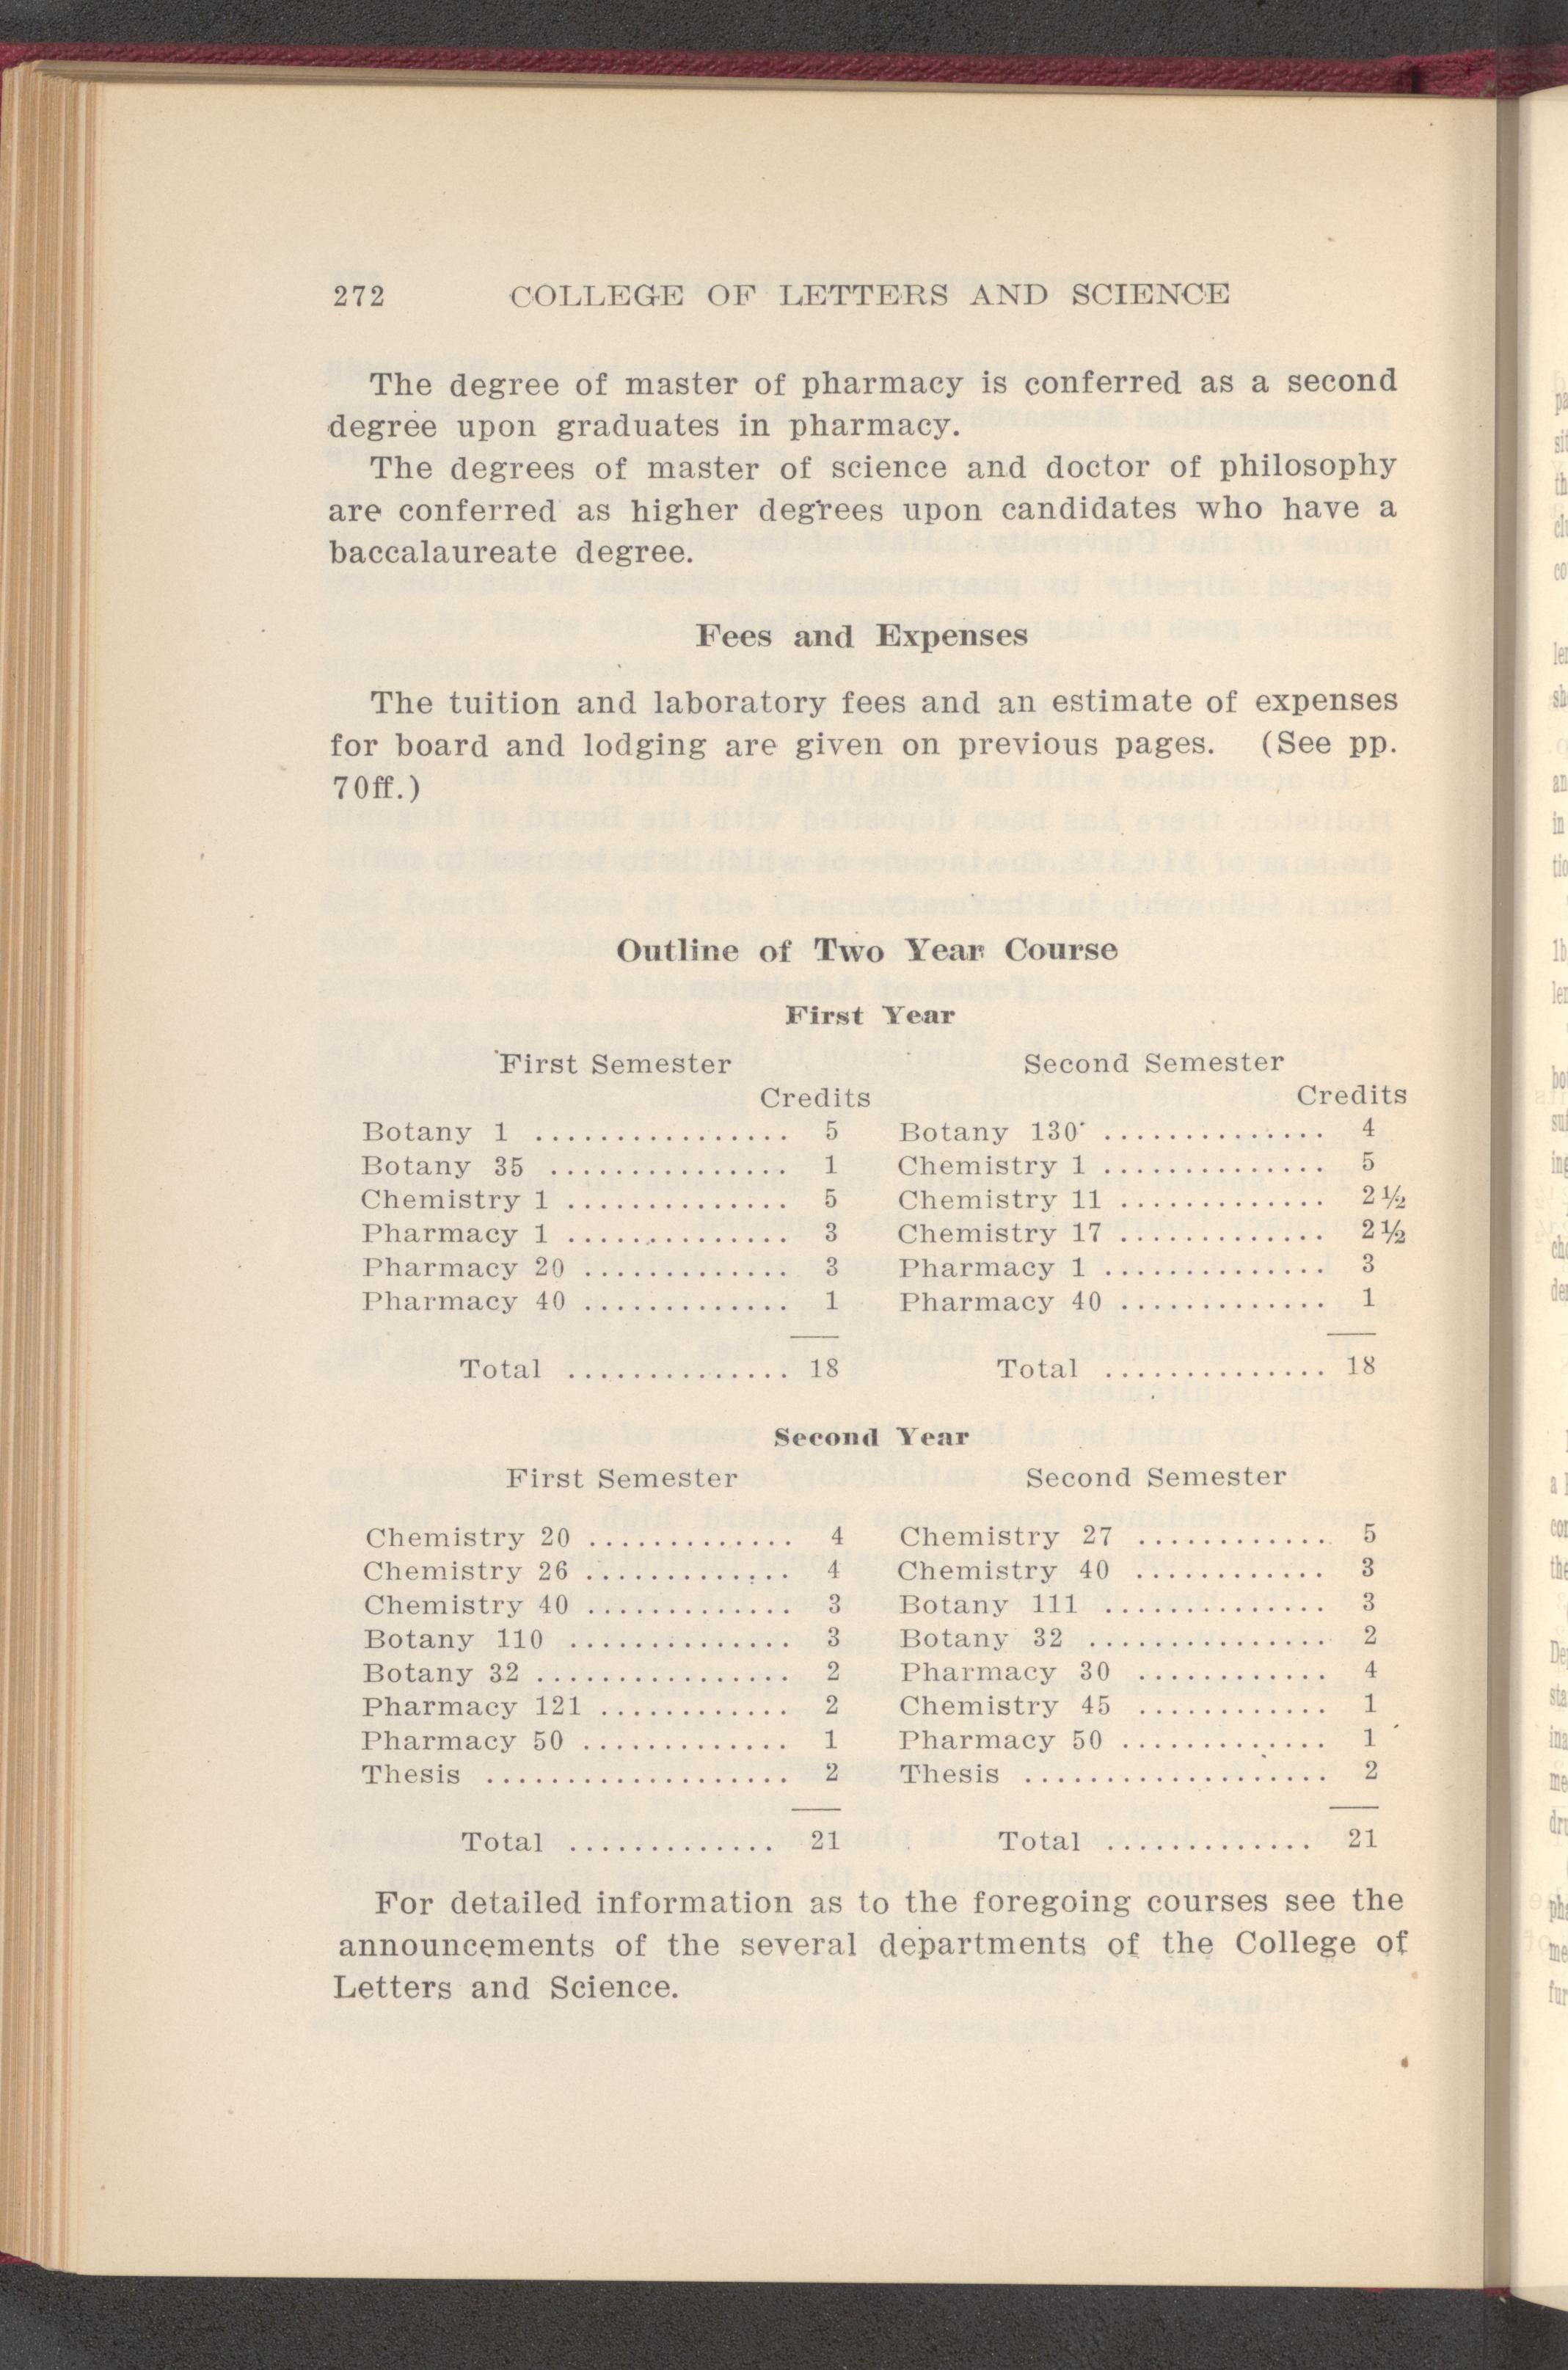 272 COLLEGE OF LETTERS AND SCIENCE
The degree of master of pharmacy is conferred as a second
degree upon graduates in pharmacy.
The degrees of master of science and doctor of philosophy
are conferred as higher degrees upon candidates who have a
baccalaureate degree.
Fees and Expenses
The tuition and laboratory fees and an estimate of expenses
for board and lodging are given on previous pages. (See pp.
70ff.)
Outline of Two Year Course
First Year
First Semester Second Semester
Credits Credits
Botany 1 ................ 5 Botany 130 .............. 4
Botany 35 ............... 1 Chemistry 1 .............. 5
Chemistry 1 .............. 5 Chemistry 11 ............. 2½
Pharmacy 1 .............. 3 Chemistry 17 ............. 2½
Pharmacy 20 ............. 3 Pharmacy 1 .............. 3
Pharmacy 40 ............. 1 Pharmacy 40 ............. 1
Total .............. 18 Total .............. 18
Second Year
First Semester Second Semester
Chemistry 20 ............. 4 Chemistry 27 ............ 5
Chemistry 26 ............. 4 Chemistry 40 ............ 3
Chemistry 40 ............. 3 Botany 111 .............. 3
Botany 110 .............. 3 Botany 32 ............... 2
Botany 32 ................ 2 Pharmacy 30 ............ 4
Pharmacy 121 ............ 2 Chemistry 45 ............ 1
Pharmacy 50 ............. 1 Pharmacy 50 ............. 1
Thesis ................... 2 Thesis ................... 2
Total ............. 21 Total ............. 21
For detailed information as to the foregoing courses see the
announcements of the several departments of the College of
Letters and Science.